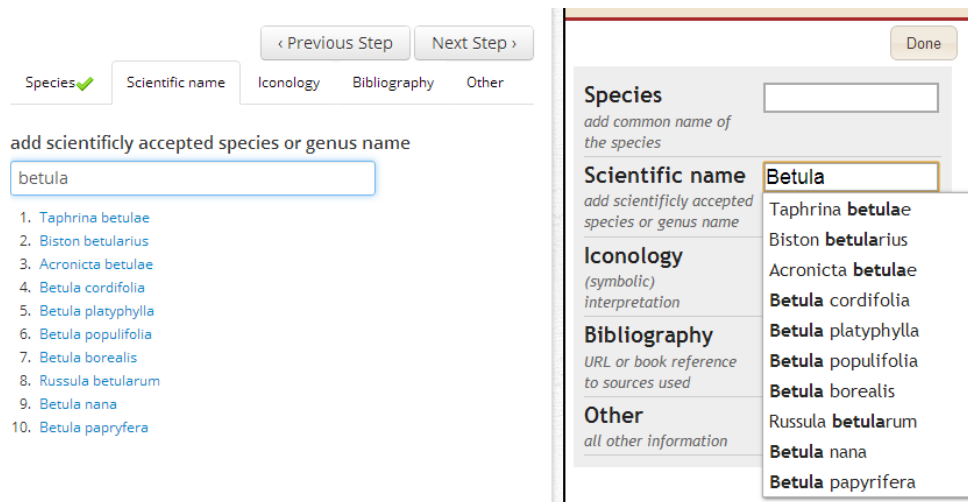 ‹ Previous Step
Next Step ›
Species
Scientific name
Iconology
Bibliography
Other
add scientificly accepted species or genus name
betula
1. Taphrina betulae
2. Biston betularius
3. Acronicta betulae
4. Betula cordifolia
5. Betula platyphylla
6. Betula populifolia
7. Betula borealis
8. Russula betularum
9. Betula nana
10. Betula papryfera
Done
Species
add common name of
the species
Scientific name
Betula
add scientificly accepted
species or genus name
Iconology
(symbolic)
interpretation
Bibliography
URL or book reference
to sources used
Other
all other information
Taphrina betulae
Biston betularius
Acronicta betulae
Betula cordifolia
Betula platyphylla
Betula populifolia
Betula borealis
Russula betularum
Betula nana
Betula papyrifera